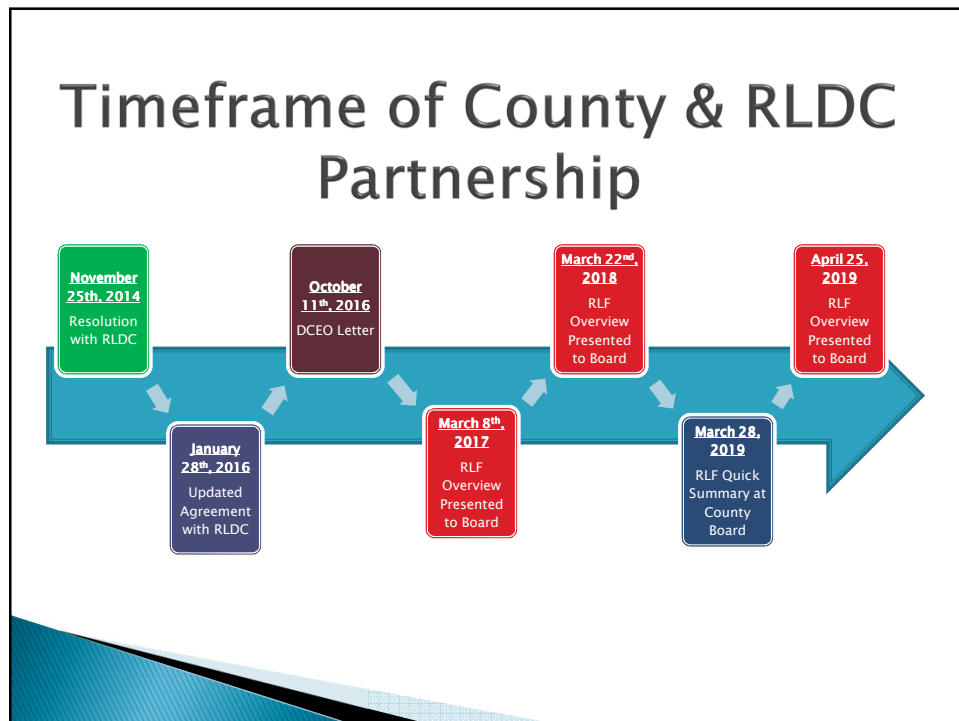 Timeframe of County & RLDC
Partnership
November
25th, 2014
Resolution
with RLDC
January
28th, 2016
Updated
Agreement
with RLDC
October
11th, 2016
DCEO Letter
March 8th,
2017
RLF
Overview
Presented
to Board
March 22nd,
2018
RLF
Overview
Presented
to Board
March 28,
2019
RLF Quick
Summary at
County
Board
April 25,
2019
RLF
Overview
Presented
to Board